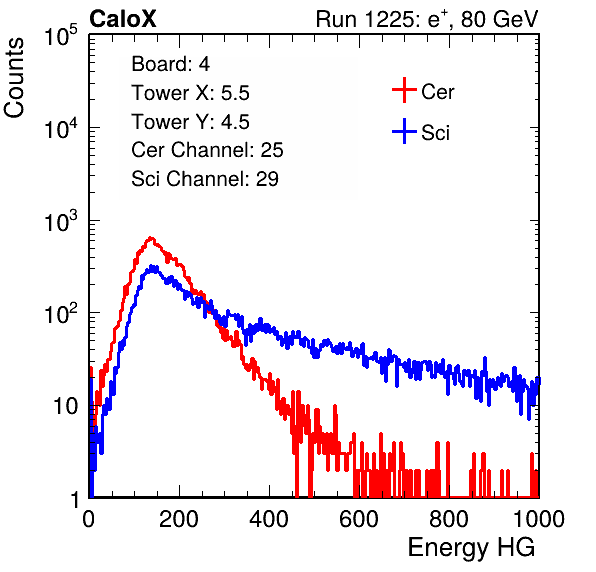 CaloX Run 1225: e⁺, 80 GeV
Board: 4
Tower X: 5.5
Tower Y: 4.5
Cer Channel: 25
Sci Channel: 29
Cer
Sci
Counts
10⁵
10⁴
10³
10²
10
1
0 200 400 600 800 1000
Energy HG